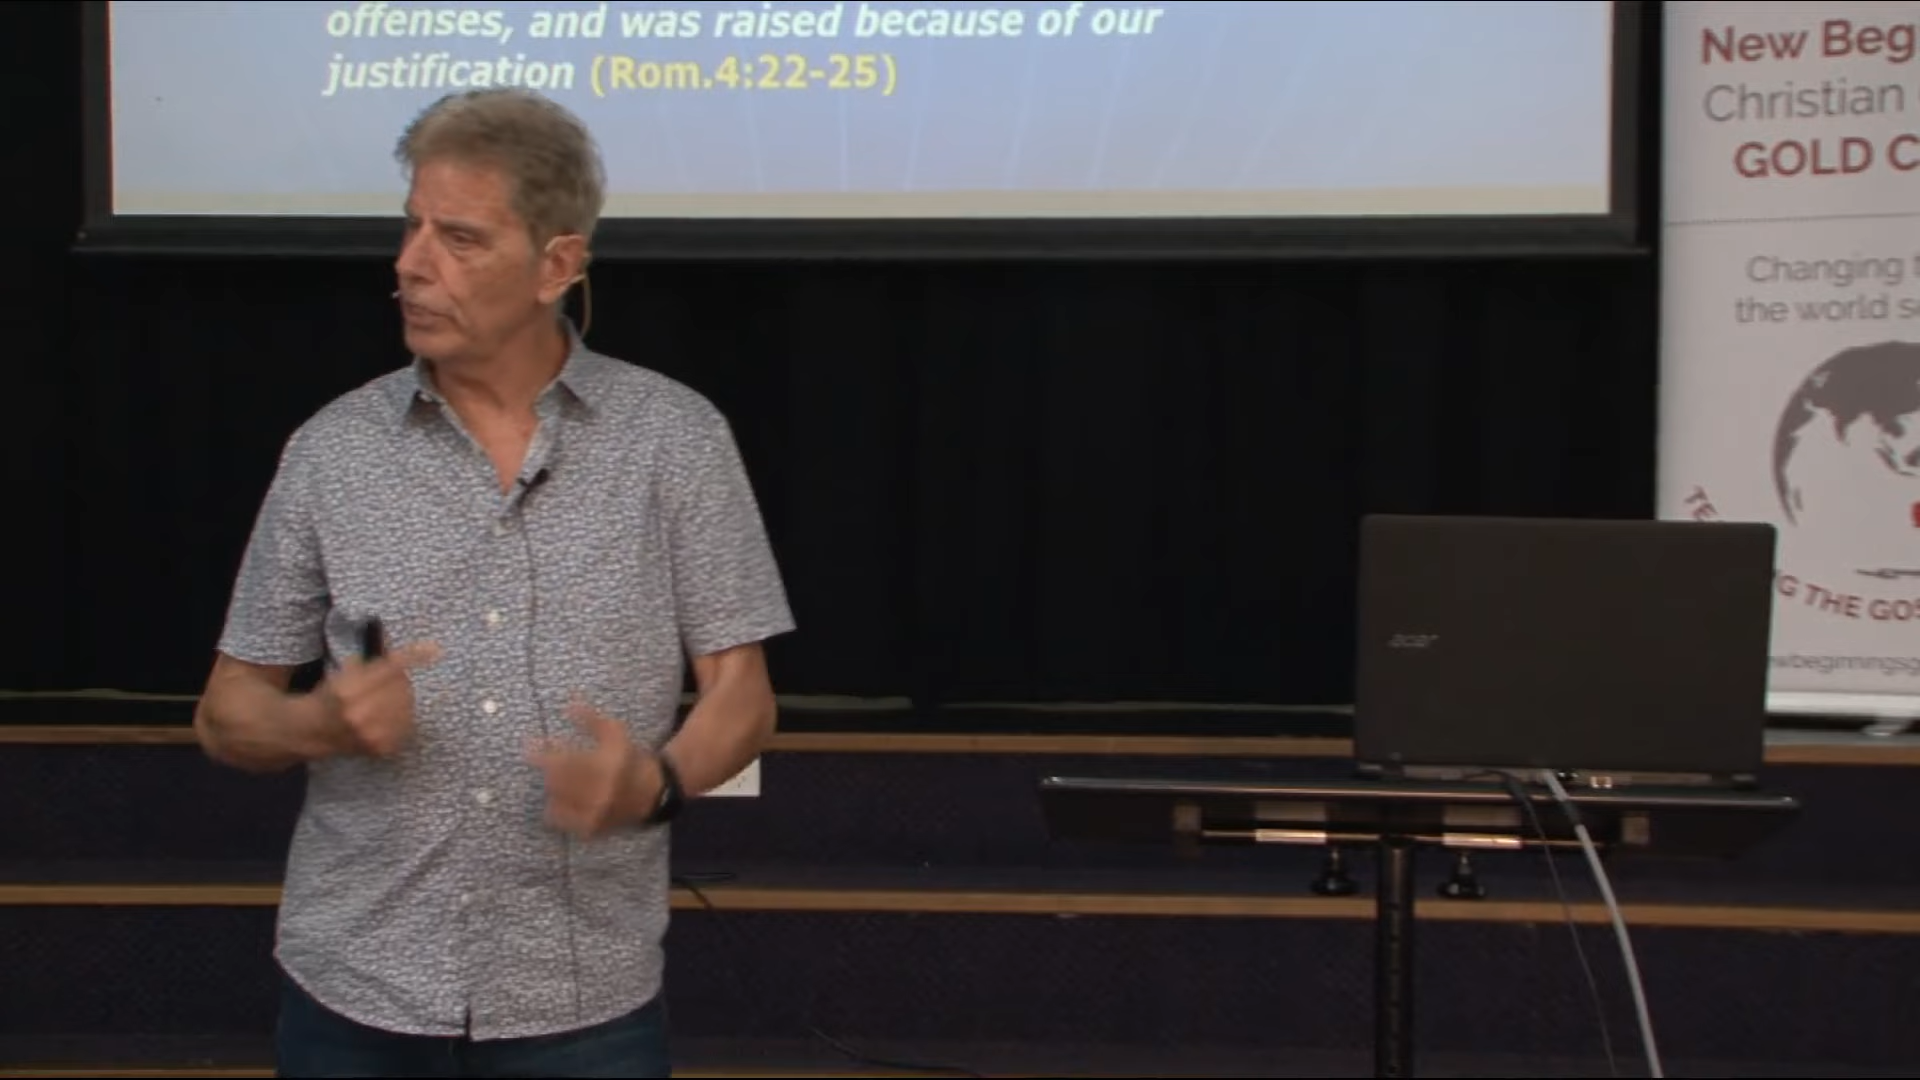 offenses, and was raised because of our
justification (Rom.4:22-25)
New Beg
Christian
GOLD C
Changing
the world
THE GOS
acer